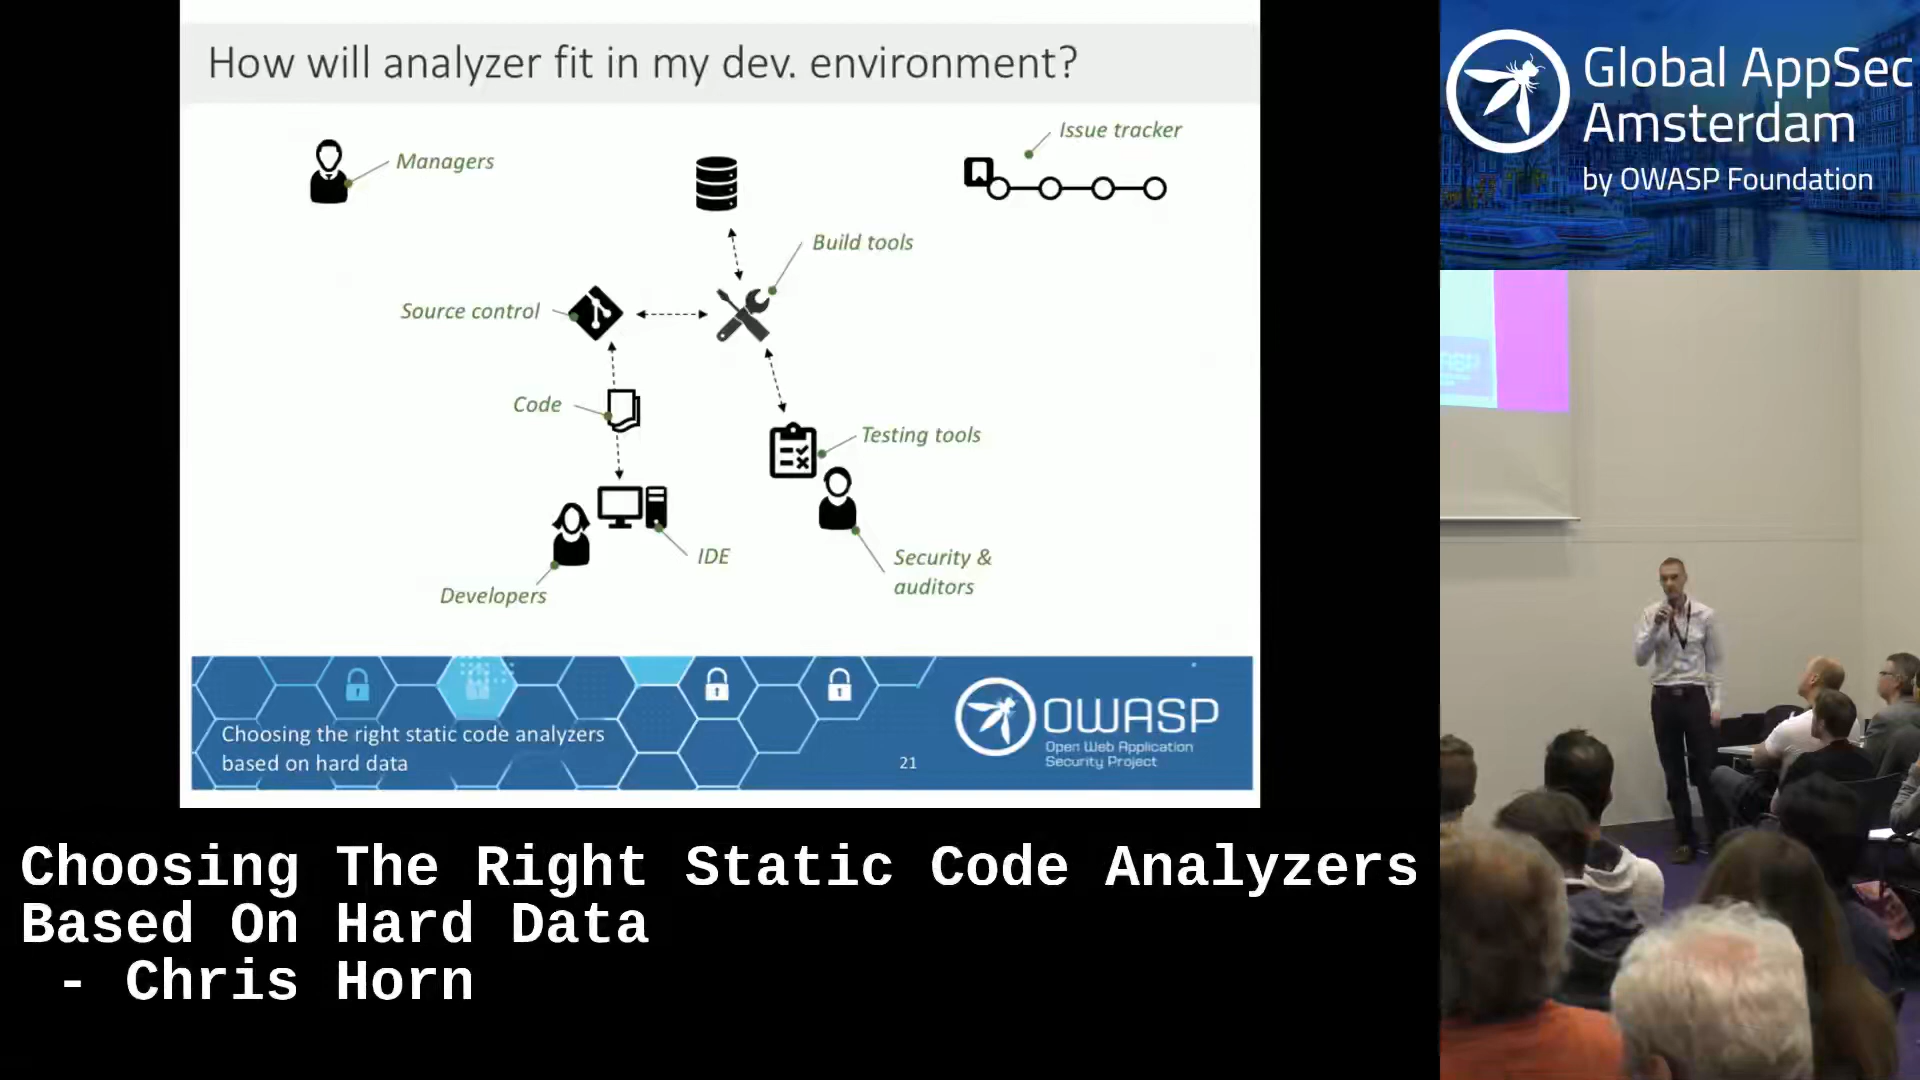 How will analyzer fit in my dev. environment?
Managers
Issue tracker
Build tools
Source control
Code
Testing tools
IDE
Security &
auditors
Developers
Choosing the right static code analyzers
based on hard data
21
OWASP
Open Web Application
Security Project
Choosing The Right Static Code Analyzers
Based On Hard Data
- Chris Horn
Global AppSec
Amsterdam
by OWASP Foundation